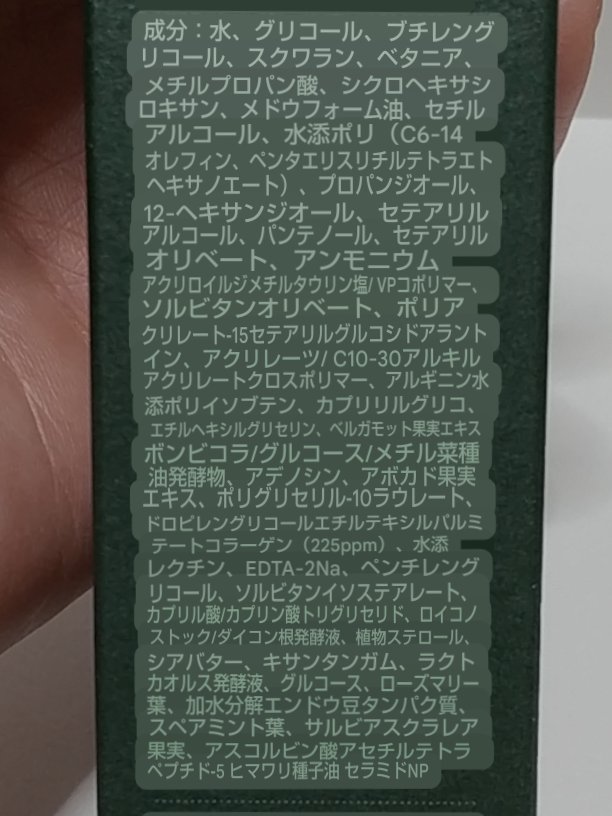 成分：水、グリコール、ブチレング
リコール、スクワラン、ベタニア、
メチルプロパン酸、シクロヘキサシ
ロキサン、メドウフォーム油、セチル
アルコール、水添ポリ（C6-14
オレフィン、ペンタエリスリチルテトラエト
ヘキサノエート）、プロパンジオール、
12-ヘキサンジオール、セテアリル
アルコール、パンテノール、セテアリル
オリベート、アンモニウム
アクリロイルジメチルタウリン塩/ VPコポリマー、
ソルビタンオリベート、ポリア
クリレート-15セテアリルグルコシドアラント
イン、アクリレーツ/ C10-30アルキル
アクリレートクロスポリマー、アルギニン水
添ポリイソブテン、カプリリルグリコ、
エチルヘキシルグリセリン、ベルガモット果実エキス
ボンビコラ/グルコース/メチル菜種
油発酵物、アデノシン、アボカド果実
エキス、ポリグリセリル-10ラウレート、
ドロピレングリコールエチルテキシルパルミ
テートコラーゲン（225ppm）、水添
レクチン、EDTA-2Na、ペンチレング
リコール、ソルビタンイソステアレート、
カプリル酸/カプリン酸トリグリセリド、ロイコノ
ストック/ダイコン根発酵液、植物ステロール、
シアバター、キサンタンガム、ラクト
カオルス発酵液、グルコース、ローズマリー
葉、加水分解エンドウ豆タンパク質、
スペアミント葉、サルビアスクラレア
果実、アスコルビン酸アセチルテトラ
ペプチド-5 ヒマワリ種子油 セラミドNP